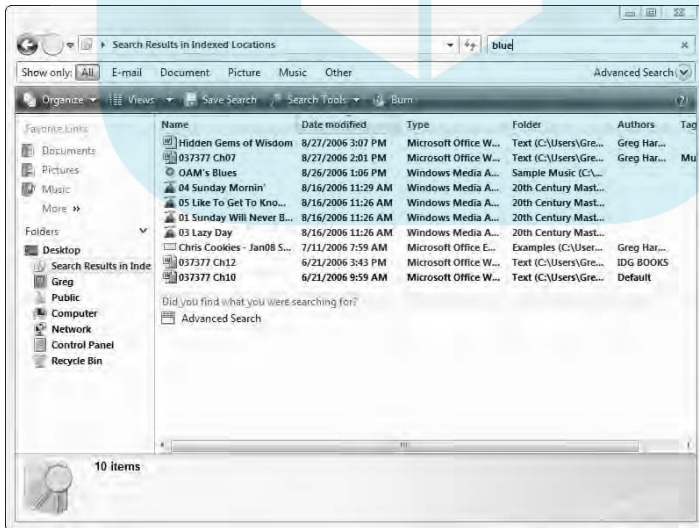 Search Results in Indexed Locations
blue
Show only: All E-mail Document Picture Music Other Advanced Search
Organize Views Save Search Search Tools Burn
Favorite Links
Documents
Pictures
Music
More »
Folders
Desktop
Search Results in Inde
Greg
Public
Computer
Network
Control Panel
Recycle Bin
Name Date modified Type Folder Authors Tag
Hidden Gems of Wisdom 8/27/2006 3:07 PM Microsoft Office W... Text (C:\Users\Gre... Greg Har...
037377 Ch07 8/27/2006 2:01 PM Microsoft Office W... Text (C:\Users\Gre... Greg Har... Mu
OAM's Blues 8/26/2006 1:06 PM Windows Media A... Sample Music (C:\...
04 Sunday Mornin' 8/16/2006 11:29 AM Windows Media A... 20th Century Mast...
05 Like To Get To Kno... 8/16/2006 11:26 AM Windows Media A... 20th Century Mast...
01 Sunday Will Never B... 8/16/2006 11:26 AM Windows Media A... 20th Century Mast...
03 Lazy Day 8/16/2006 11:26 AM Windows Media A... 20th Century Mast...
Chris Cookies - Jan08 S... 7/11/2006 7:59 AM Microsoft Office E... Examples (C:\User... Greg Har...
037377 Ch12 6/21/2006 3:43 PM Microsoft Office W... Text (C:\Users\Gre... IDG BOOKS
037377 Ch10 6/21/2006 9:59 AM Microsoft Office W... Text (C:\Users\Gre... Default
Did you find what you were searching for?
Advanced Search
10 items